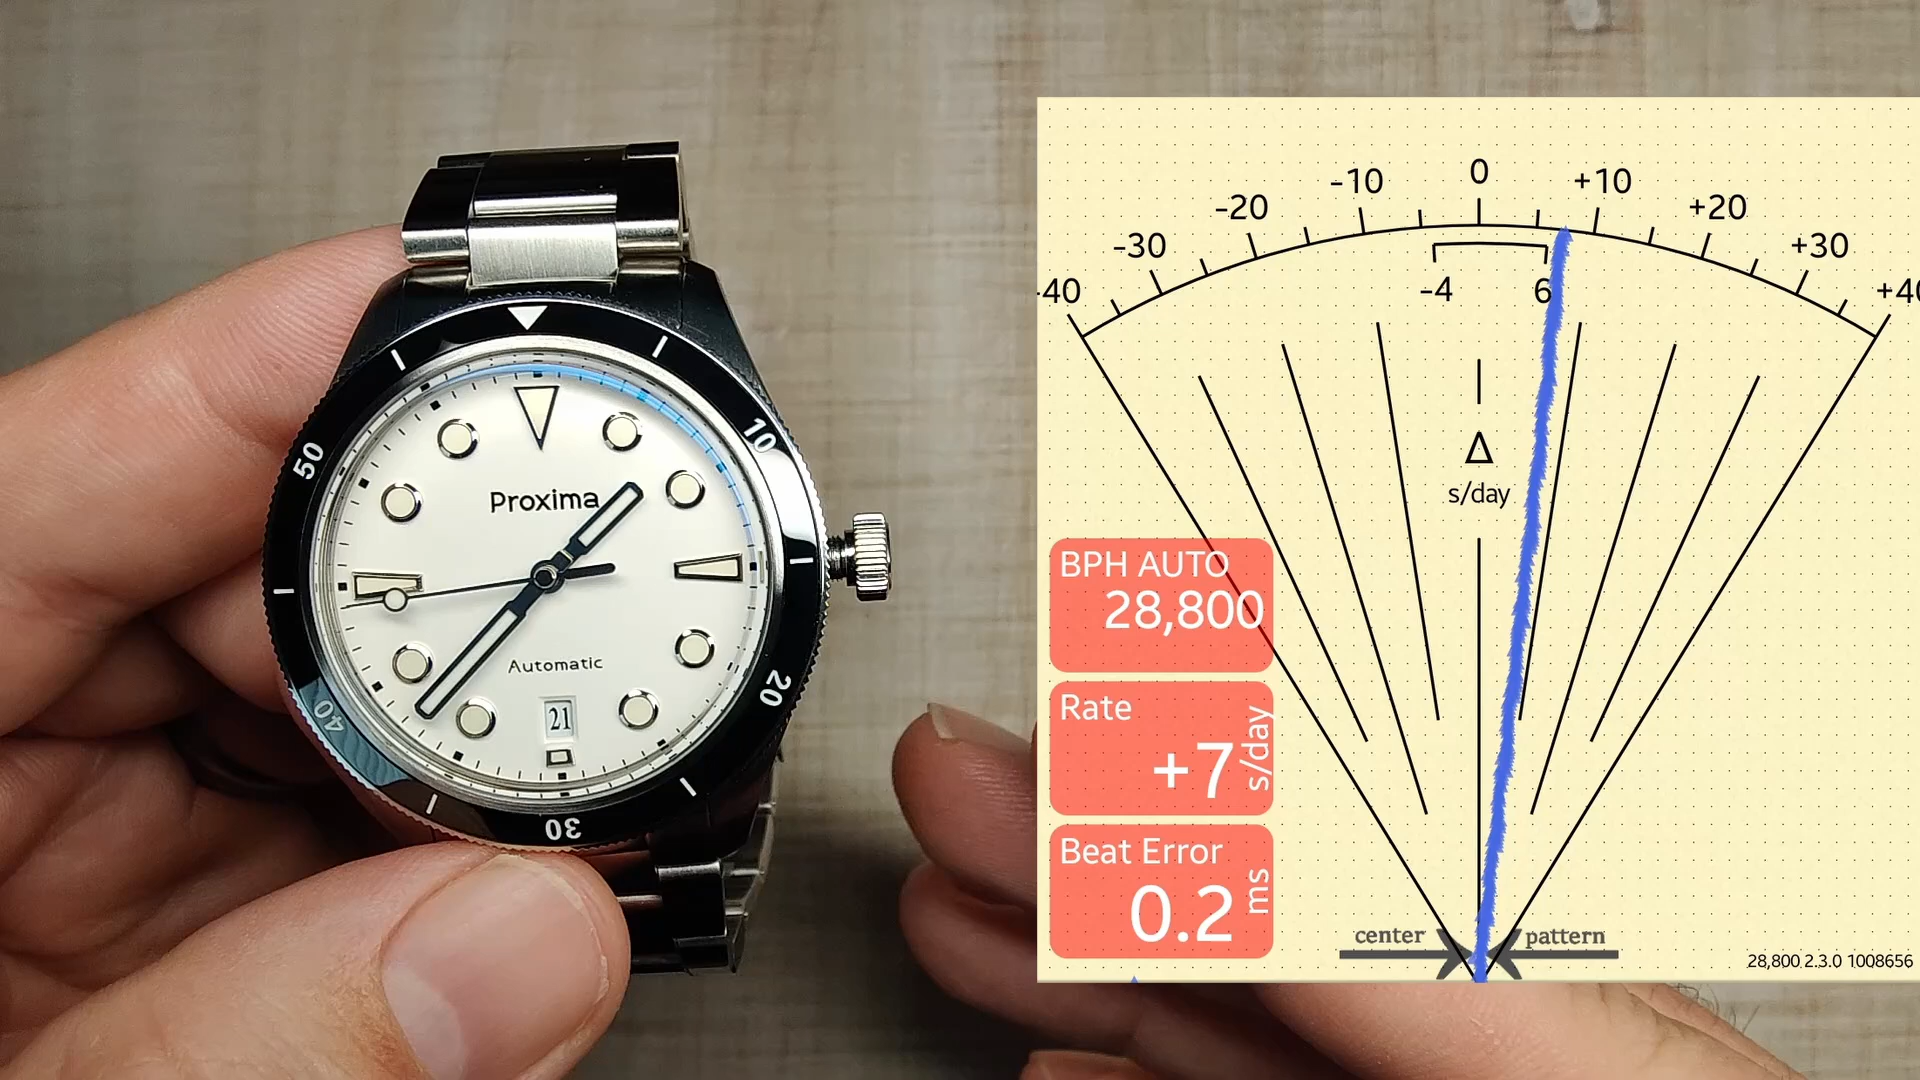 50
10
20
30
40
Proxima
Automatic
21
-40
-30
-20
-10
0
+10
+20
+30
+40
-4
6
Δ
s/day
BPH AUTO
28,800
Rate
+7 s/day
Beat Error
0.2 ms
center
pattern
28,800 2.3.0 1008656